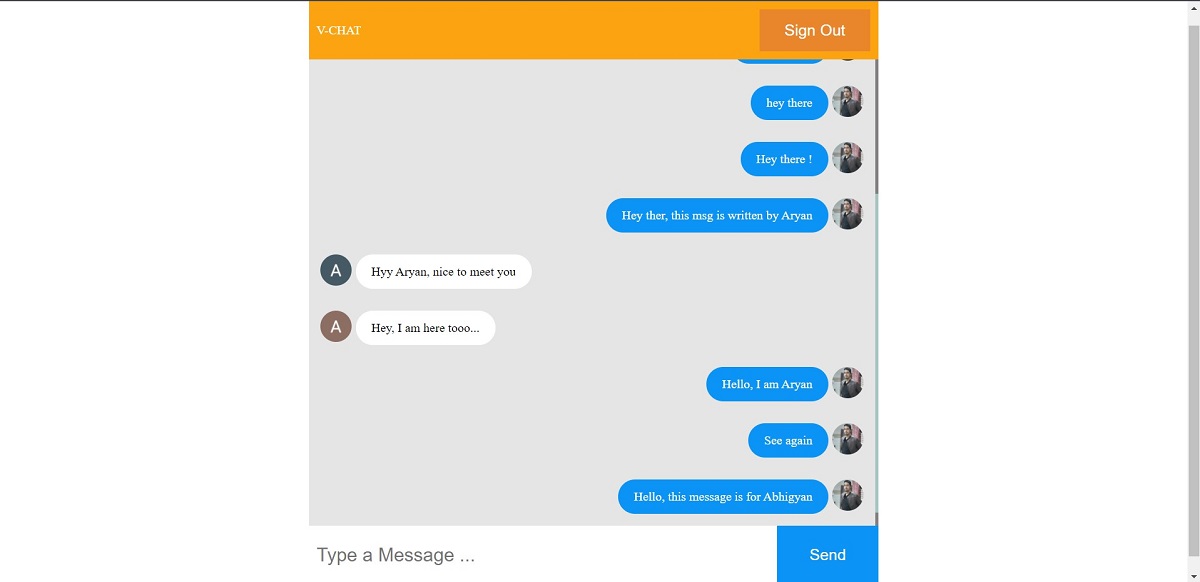 V-CHAT
Sign Out
hey there
Hey there !
Hey ther, this msg is written by Aryan
A
Hyy Aryan, nice to meet you
A
Hey, I am here tooo...
Hello, I am Aryan
See again
Hello, this message is for Abhigyan
Type a Message ...
Send